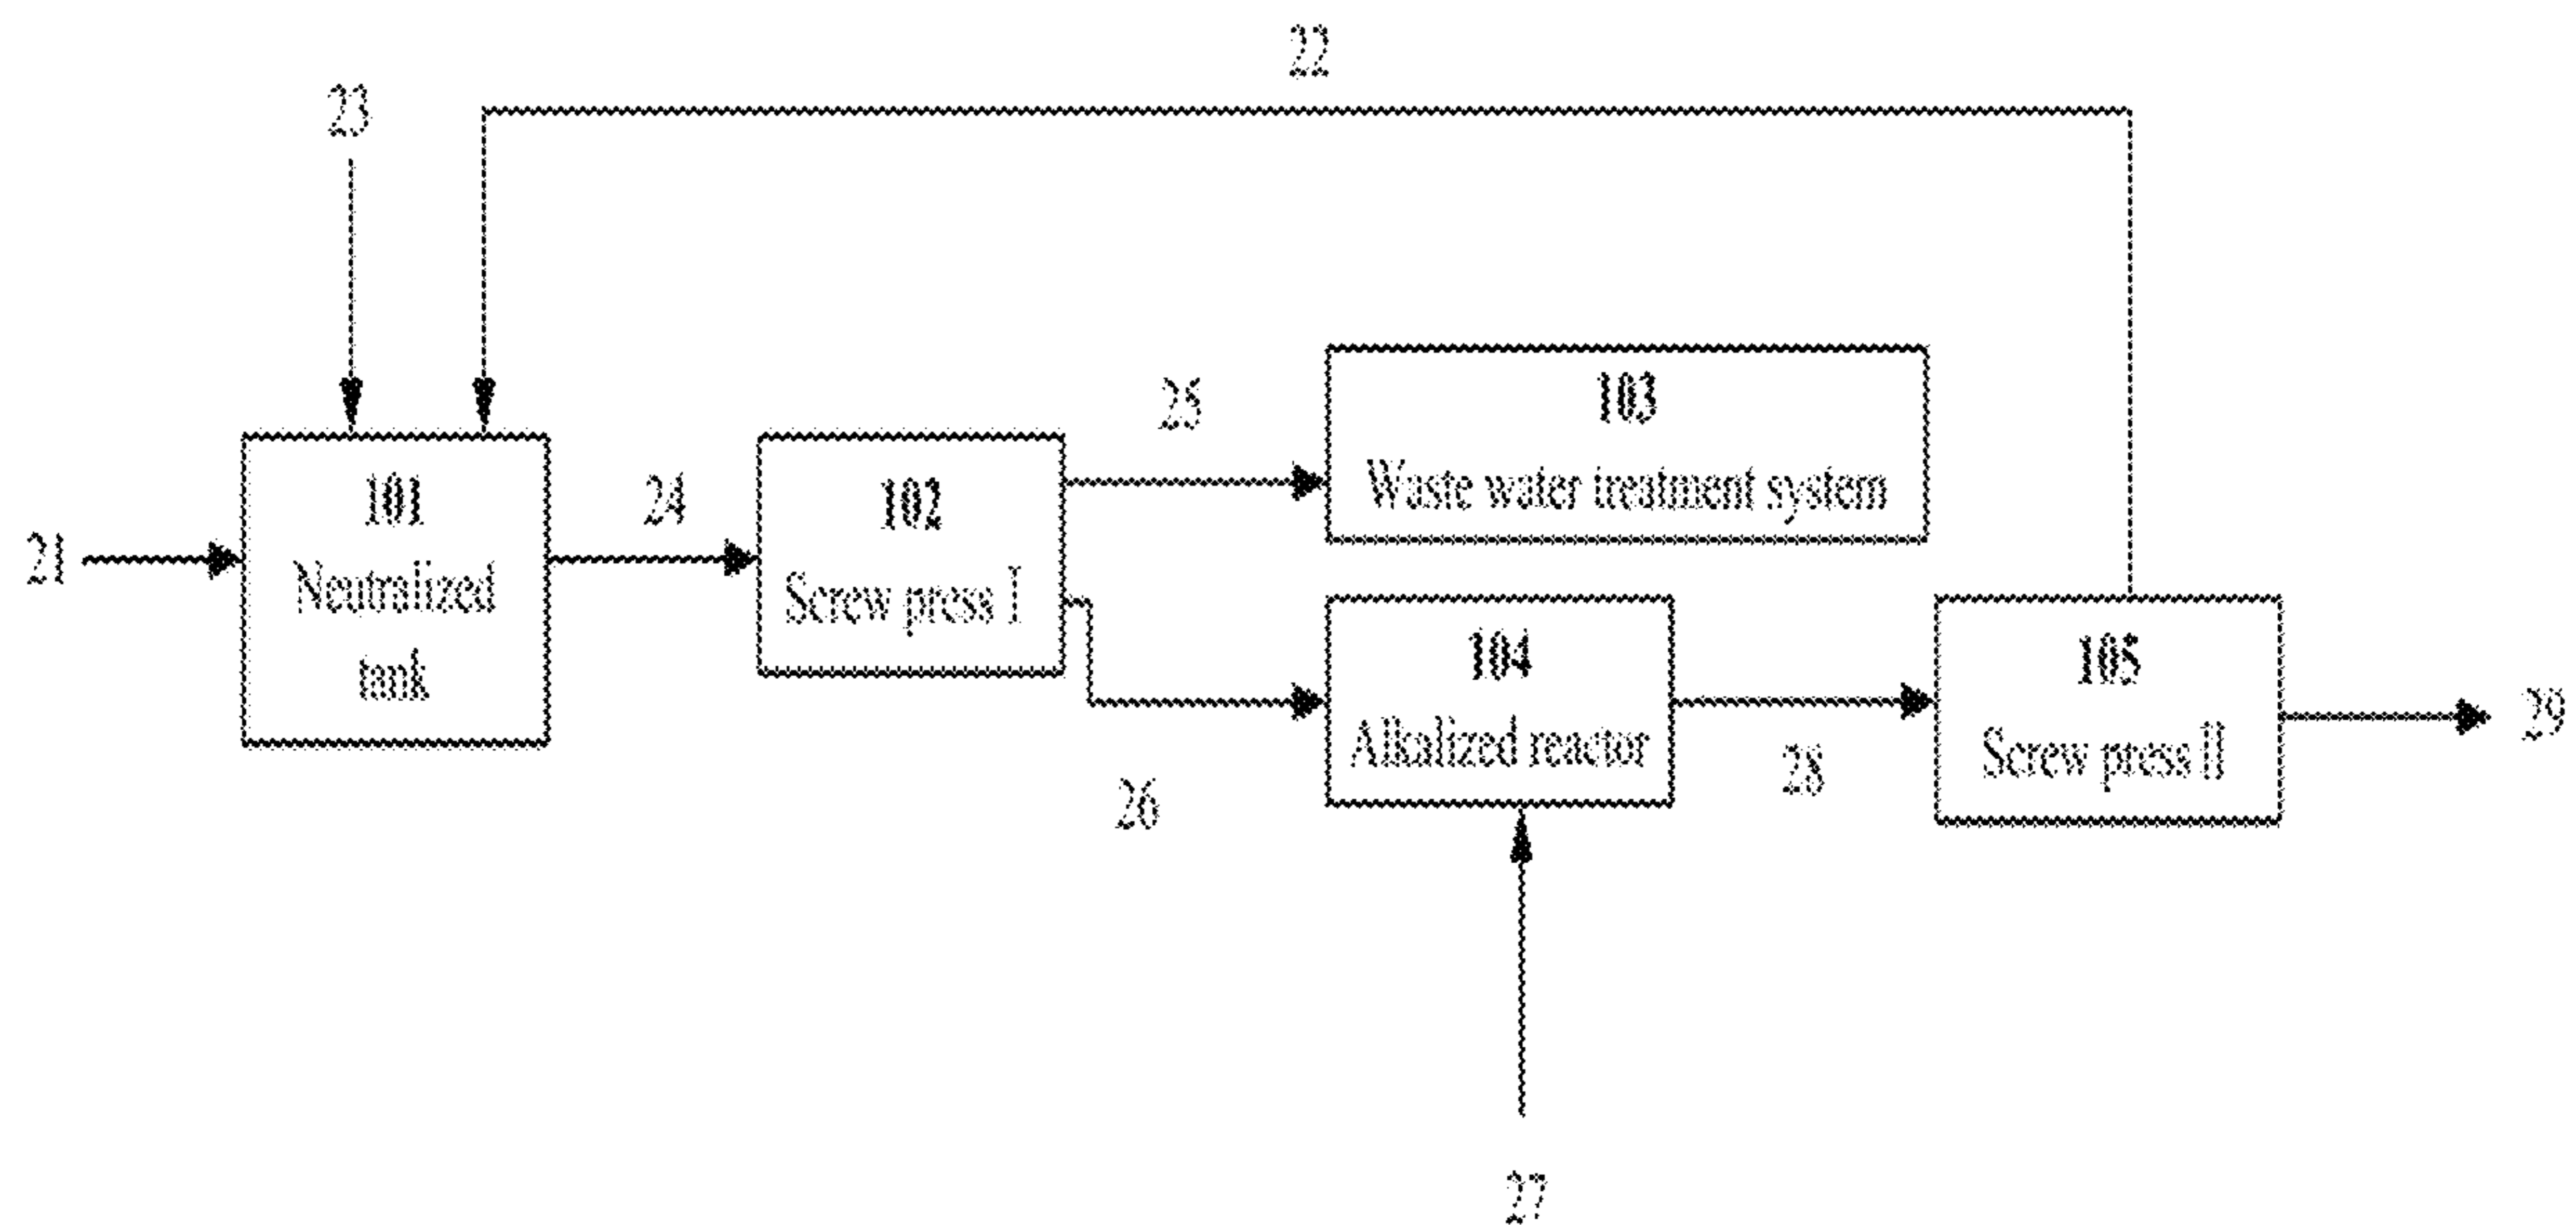 22
23
25
103
Waste water treatment system
101
Neutralized
tank
24
102
Screw press I
21
104
Alkalized reactor
105
Screw press II
29
26
28
27